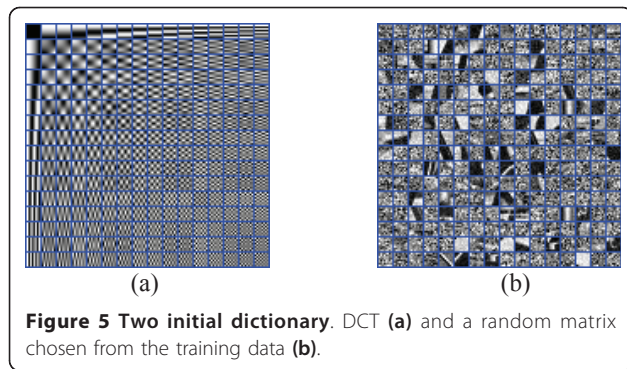 (a) (b)
Figure 5 Two initial dictionary. DCT (a) and a random matrix
chosen from the training data (b).